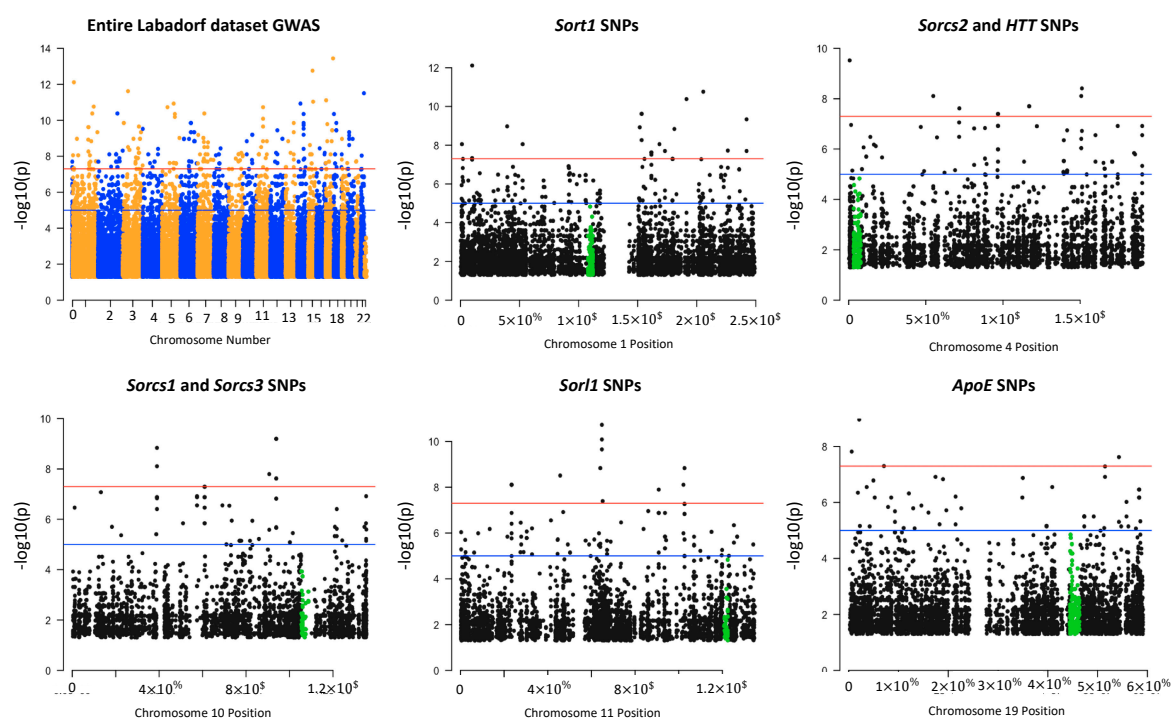 Entire Labadorf dataset GWAS
14
12
10
8
6
4
2
0
-log10(p)
0 1 2 3 4 5 6 7 8 9 11 13 15 18 22
Chromosome Number
Sort1 SNPs
12
10
8
6
4
2
0
-log10(p)
0 5×10% 1×10$ 1.5×10$ 2×10$ 2.5×10$
Chromosome 1 Position
Sorcs2 and HTT SNPs
10
8
6
4
2
0
-log10(p)
0 5×10% 1×10$ 1.5×10$
Chromosome 4 Position
Sorcs1 and Sorcs3 SNPs
10
8
6
4
2
0
-log10(p)
4×10% 8×10$ 1.2×10$
Chromosome 10 Position
Sorl1 SNPs
10
8
6
4
2
0
-log10(p)
0 4×10% 8×10$ 1.2×10$
Chromosome 11 Position
ApoE SNPs
8
6
4
2
0
-log10(p)
0 1×10% 2×10% 3×10% 4×10% 5×10% 6×10%
Chromosome 19 Position